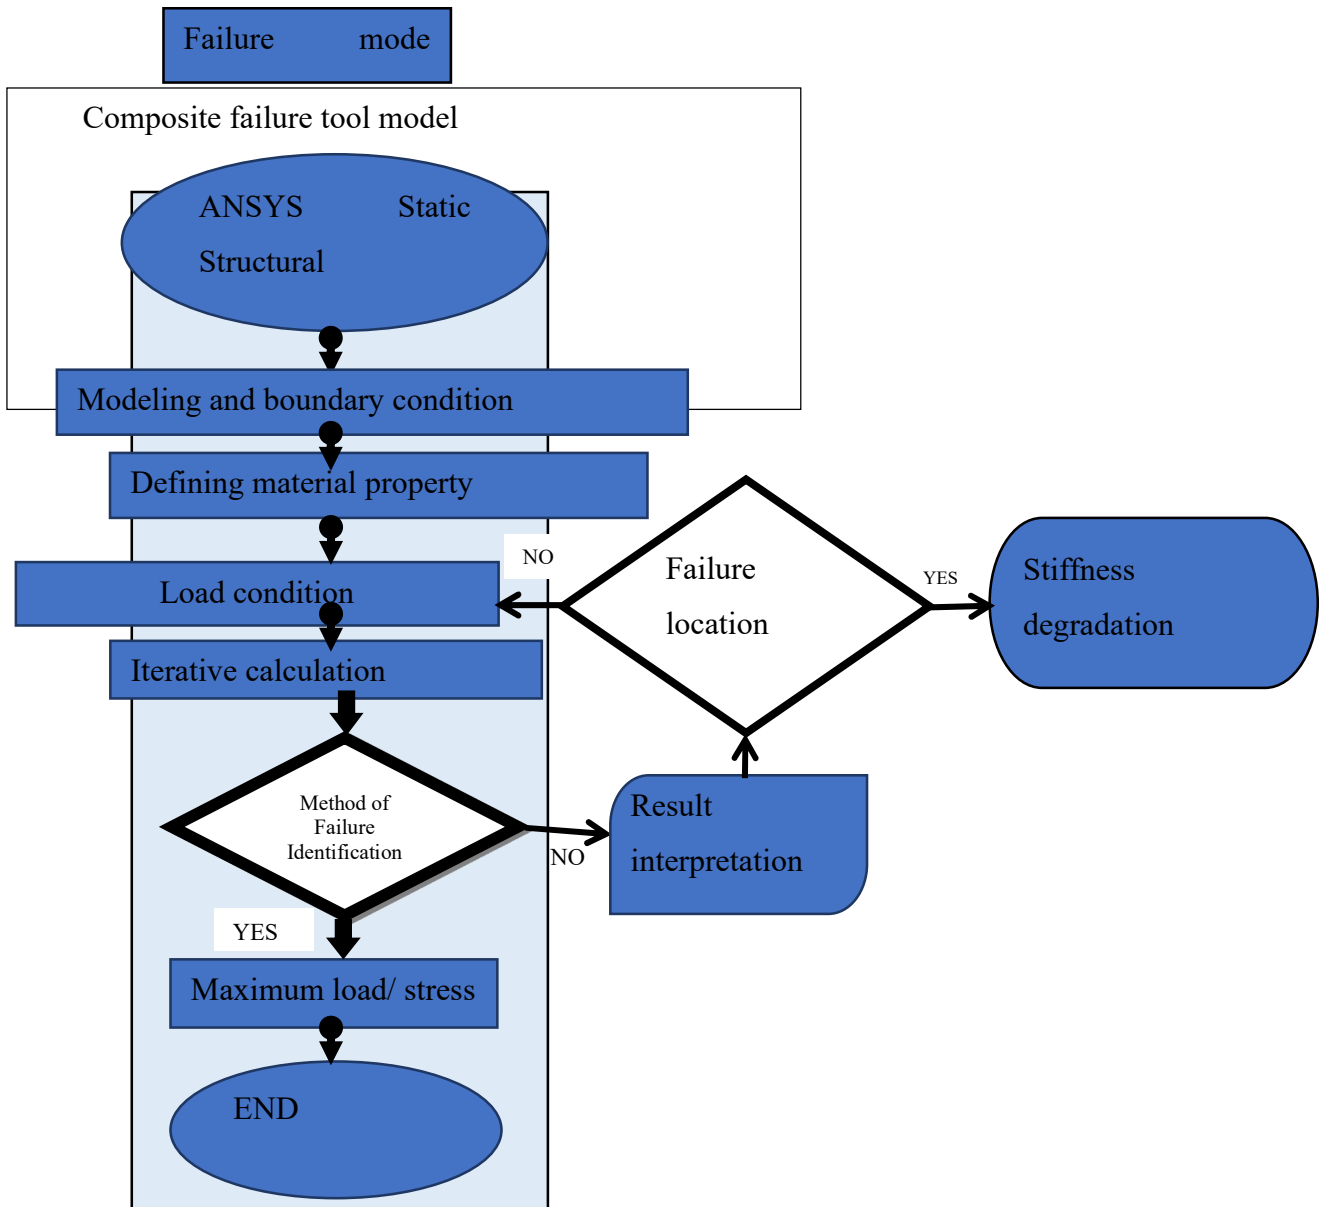 Failure mode
Composite failure tool model
ANSYS Static
Structural
Modeling and boundary condition
Defining material property
NO
Load condition
Failure
location
YES
Stiffness
degradation
Iterative calculation
Method of
Failure
Identification
NO
Result
interpretation
YES
Maximum load/ stress
END